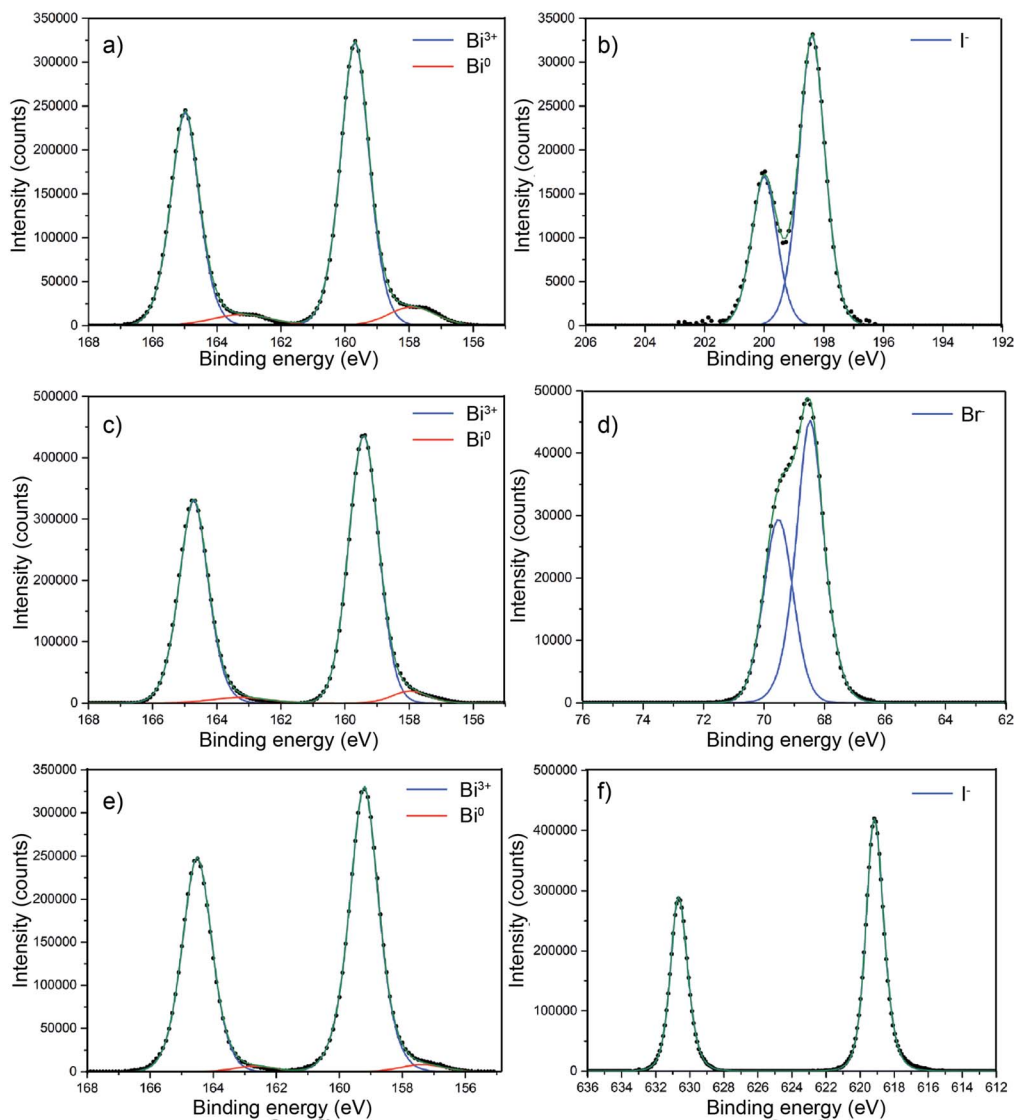 a)
Bi³⁺
Bi⁰
Intensity (counts)
350000
300000
250000
200000
150000
100000
50000
0
168 166 164 162 160 158 156
Binding energy (eV)
b)
I⁻
Intensity (counts)
35000
30000
25000
20000
15000
10000
5000
0
206 204 202 200 198 196 194 192
Binding energy (eV)
c)
Bi³⁺
Bi⁰
Intensity (counts)
500000
400000
300000
200000
100000
0
168 166 164 162 160 158 156
Binding energy (eV)
d)
Br⁻
Intensity (counts)
50000
40000
30000
20000
10000
0
76 74 72 70 68 66 64 62
Binding energy (eV)
e)
Bi³⁺
Bi⁰
Intensity (counts)
350000
300000
250000
200000
150000
100000
50000
0
168 166 164 162 160 158 156
Binding energy (eV)
f)
I⁻
Intensity (counts)
500000
400000
300000
200000
100000
0
636 634 632 630 628 626 624 622 620 618 616 614 612
Binding energy (eV)